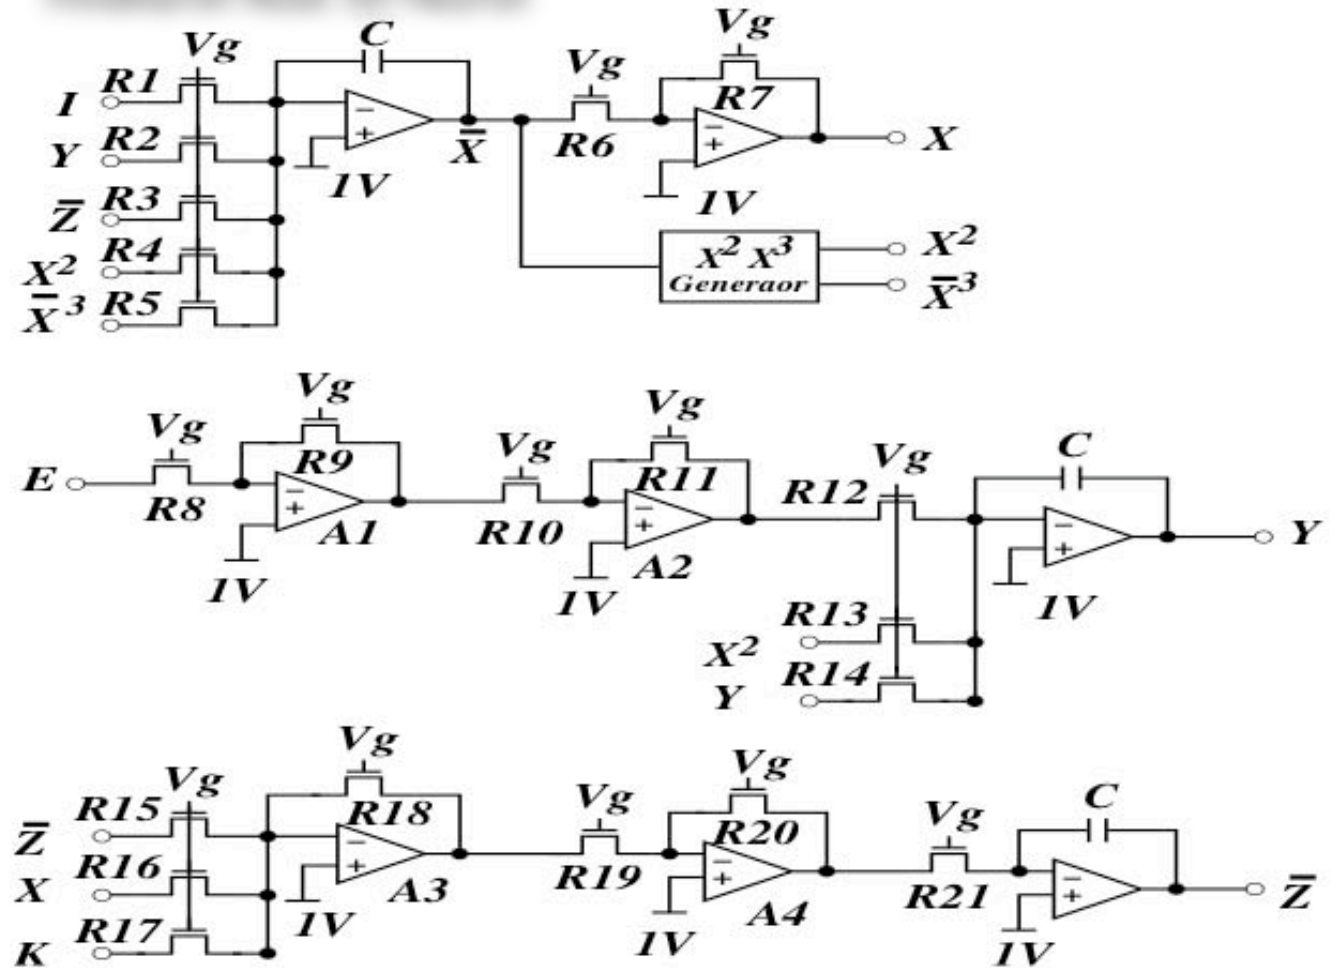 Vg
C
Vg
R1
I
R2
Y
R3
Z̅
R4
X²
R5
X̅³
1V
X̅
Vg
R6
R7
1V
X
X² X³
Generaor
X²
X̅³
Vg
Vg
Vg
Vg
Vg
C
E
R8
R9
A1
1V
R10
R11
A2
1V
R12
R13
X²
R14
Y
1V
Y
Vg
Vg
Vg
Vg
Vg
C
R15
Z̅
R16
X
R17
K
R18
A3
1V
R19
R20
A4
1V
R21
1V
Z̅